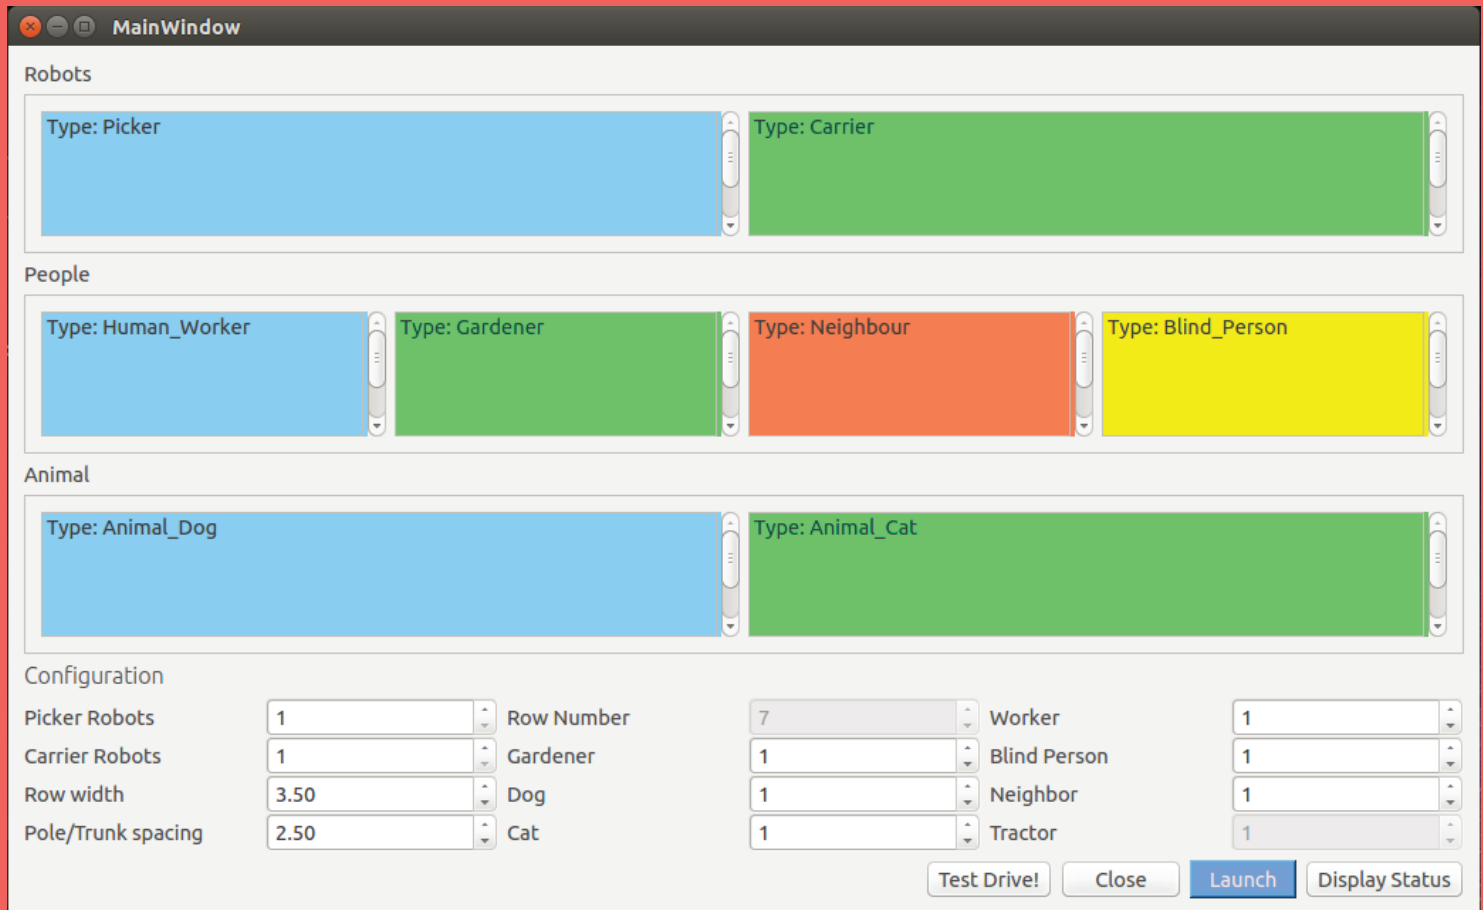 MainWindow
Robots
Type: Picker
Type: Carrier
People
Type: Human_Worker
Type: Gardener
Type: Neighbour
Type: Blind_Person
Animal
Type: Animal_Dog
Type: Animal_Cat
Configuration
Picker Robots 1 Row Number 7 Worker 1
Carrier Robots 1 Gardener 1 Blind Person 1
Row width 3.50 Dog 1 Neighbor 1
Pole/Trunk spacing 2.50 Cat 1 Tractor 1
Test Drive! Close Launch Display Status